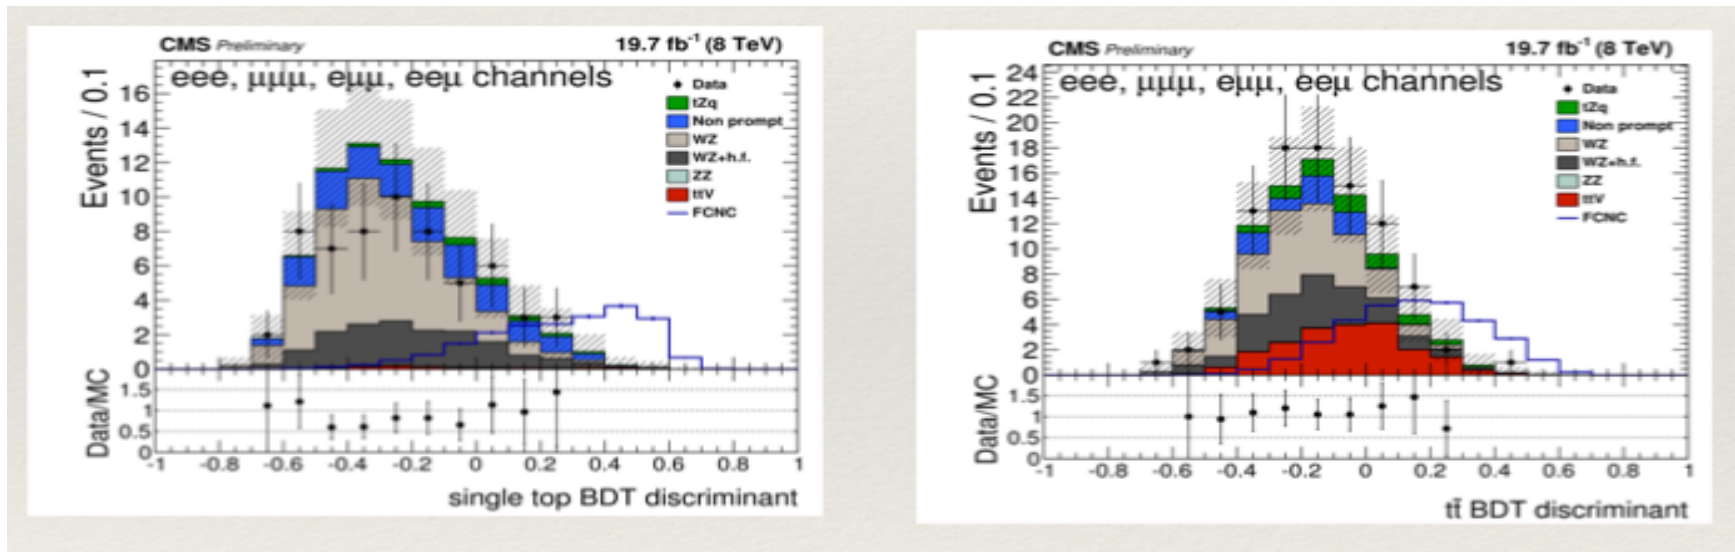 CMS Preliminary 19.7 fb⁻¹ (8 TeV)
eee, μμμ, eμμ, eeμ channels
Events / 0.1
16
14
12
10
8
6
4
2
0
Data
tZq
Non prompt
WZ
WZ+h.f.
ZZ
ttV
FCNC
Data/MC
1.5
1
0.5
0
-1 -0.8 -0.6 -0.4 -0.2 0 0.2 0.4 0.6 0.8 1
single top BDT discriminant
CMS Preliminary 19.7 fb⁻¹ (8 TeV)
eee, μμμ, eμμ, eeμ channels
Events / 0.1
24
22
20
18
16
14
12
10
8
6
4
2
0
Data
tZq
Non prompt
WZ
WZ+h.f.
ZZ
ttV
FCNC
Data/MC
1.5
1
0.5
0
-1 -0.8 -0.6 -0.4 -0.2 0 0.2 0.4 0.6 0.8 1
tt̄ BDT discriminant